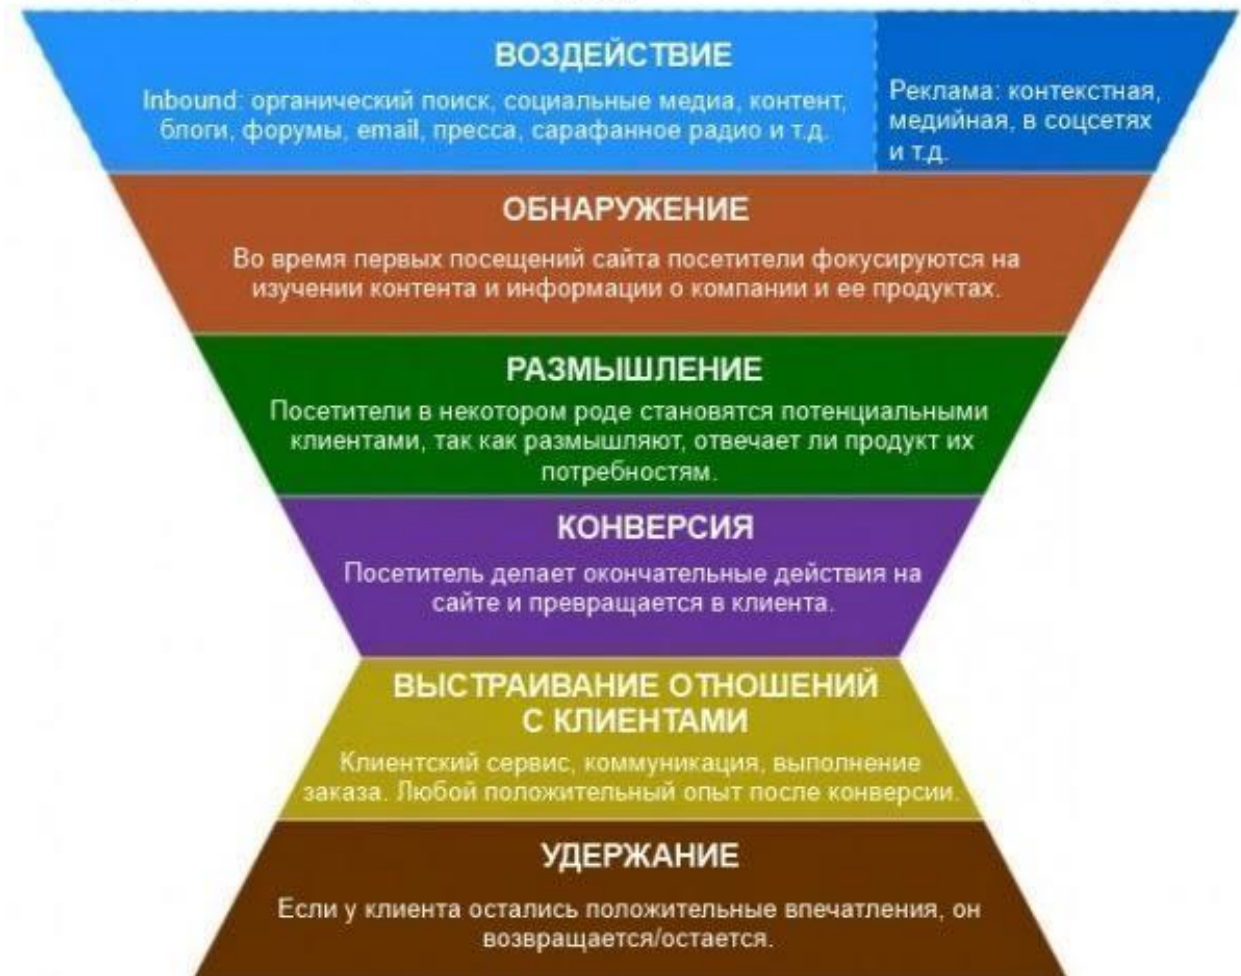 ВОЗДЕЙСТВИЕ
Inbound: органический поиск, социальные медиа, контент,
блоги, форумы, email, пресса, сарафанное радио и т.д.
Реклама: контекстная,
медийная, в соцсетях
и т.д.
ОБНАРУЖЕНИЕ
Во время первых посещений сайта посетители фокусируются на
изучении контента и информации о компании и ее продуктах.
РАЗМЫШЛЕНИЕ
Посетители в некотором роде становятся потенциальными
клиентами, так как размышляют, отвечает ли продукт их
потребностям.
КОНВЕРСИЯ
Посетитель делает окончательные действия на
сайте и превращается в клиента.
ВЫСТРАИВАНИЕ ОТНОШЕНИЙ
С КЛИЕНТАМИ
Клиентский сервис, коммуникация, выполнение
заказа. Любой положительный опыт после конверсии.
УДЕРЖАНИЕ
Если у клиента остались положительные впечатления, он
возвращается/остается.